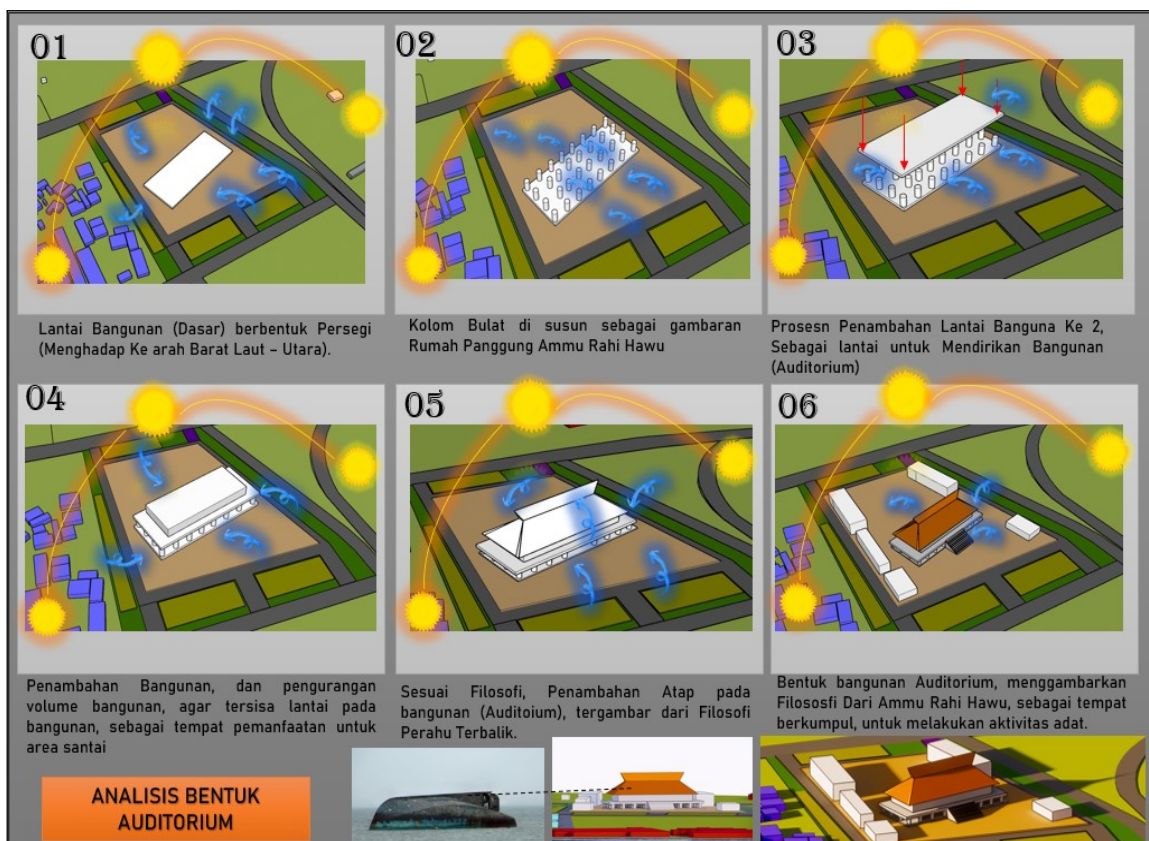 01
Lantai Bangunan (Dasar) berbentuk Persegi
(Menghadap Ke arah Barat Laut – Utara).
02
Kolom Bulat di susun sebagai gambaran
Rumah Panggung Ammu Rahi Hawu
03
Prosesn Penambahan Lantai Banguna Ke 2,
Sebagai lantai untuk Mendirikan Bangunan
(Auditorium)
04
Penambahan Bangunan, dan pengurangan
volume bangunan, agar tersisa lantai pada
bangunan, sebagai tempat pemanfaatan untuk
area santai
05
Sesuai Filosofi, Penambahan Atap pada
bangunan (Auditoium), tergambar dari Filosofi
Perahu Terbalik.
06
Bentuk bangunan Auditorium, menggambarkan
Filososfi Dari Ammu Rahi Hawu, sebagai tempat
berkumpul, untuk melakukan aktivitas adat.
ANALISIS BENTUK
AUDITORIUM